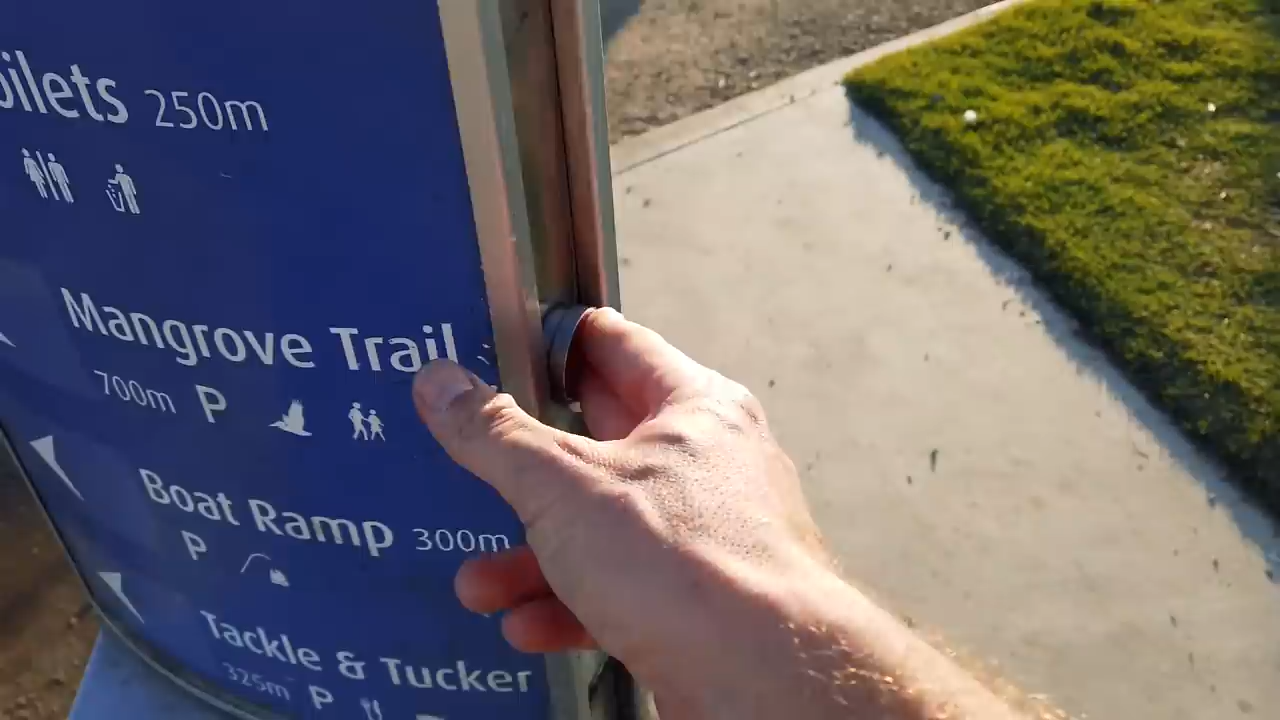 oilets 250m
Mangrove Trail
700m P
Boat Ramp 300m
P
Tackle & Tucker
325m P